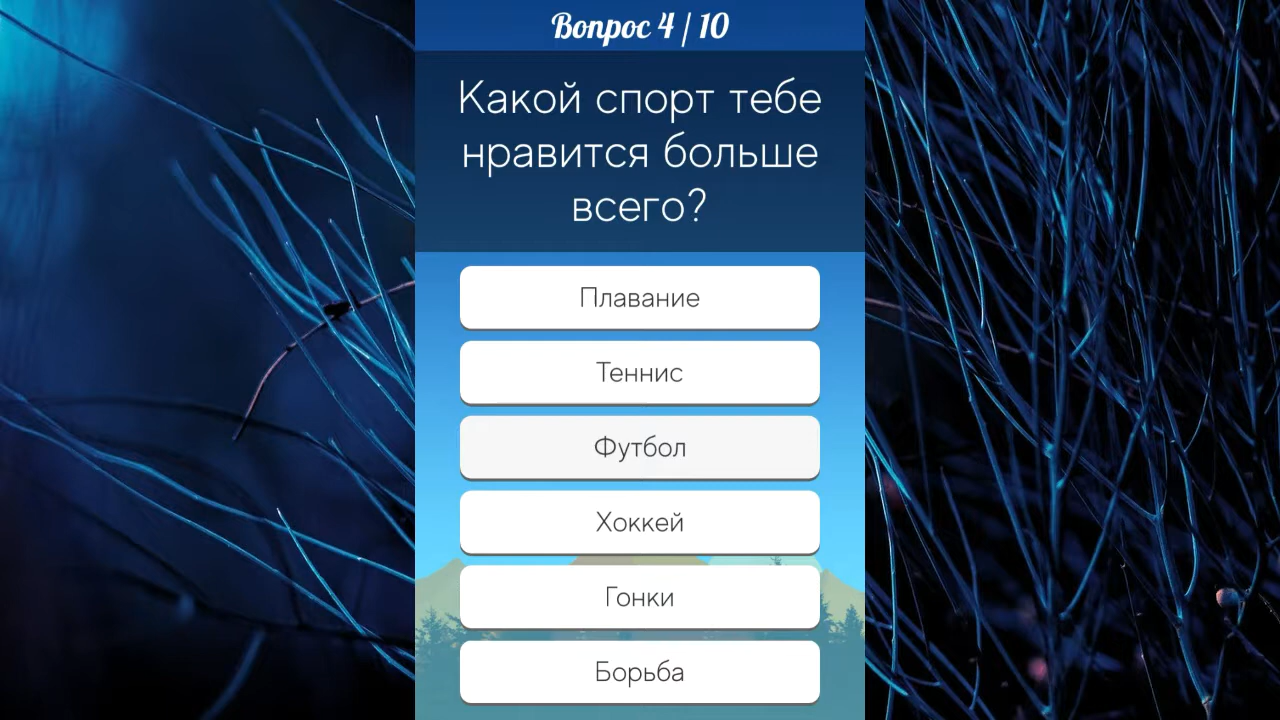 Вопрос 4 / 10
Какой спорт тебе
нравится больше
всего?
Плавание
Теннис
Футбол
Хоккей
Гонки
Борьба